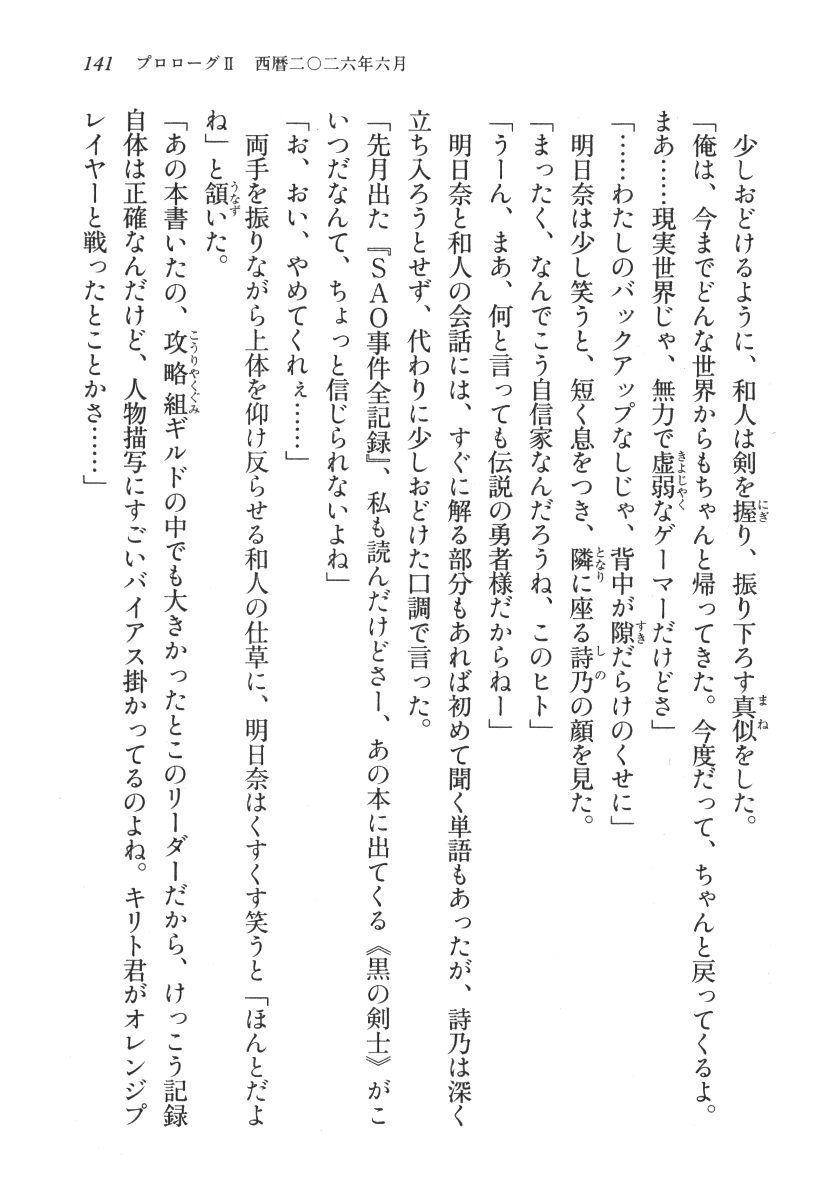 141 プロローグⅡ 西暦二〇二六年六月
少しおどけるように、和人は剣を握り、振り下ろす真似をした。
「俺は、今までどんな世界からもちゃんと帰ってきた。今度だって、ちゃんと戻ってくるよ。
まあ……現実世界じゃ、無力で虚弱なゲーマーだけどさ」
「……わたしのバックアップなしじゃ、背中が隙だらけのくせに」
明日奈は少し笑うと、短く息をつき、隣に座る詩乃の顔を見た。
「まったく、なんでこう自信家なんだろうね、このヒト」
「うーん、まあ、何と言っても伝説の勇者様だからねー」
明日奈と和人の会話には、すぐに解る部分もあれば初めて聞く単語もあったが、詩乃は深く
立ち入ろうとせず、代わりに少しおどけた口調で言った。
「先月出た『ＳＡＯ事件全記録』、私も読んだけどさー、あの本に出てくる《黒の剣士》がこ
いつだなんて、ちょっと信じられないよね」
「お、おい、やめてくれぇ……」
両手を振りながら上体を仰け反らせる和人の仕草に、明日奈はくすくす笑うと「ほんとだよ
ね」と頷いた。
「あの本書いたの、攻略組ギルドの中でも大きかったとこのリーダーだから、けっこう記録
自体は正確なんだけど、人物描写にすごいバイアス掛かってるのよね。キリト君がオレンジプ
レイヤーと戦ったとことかさ……」